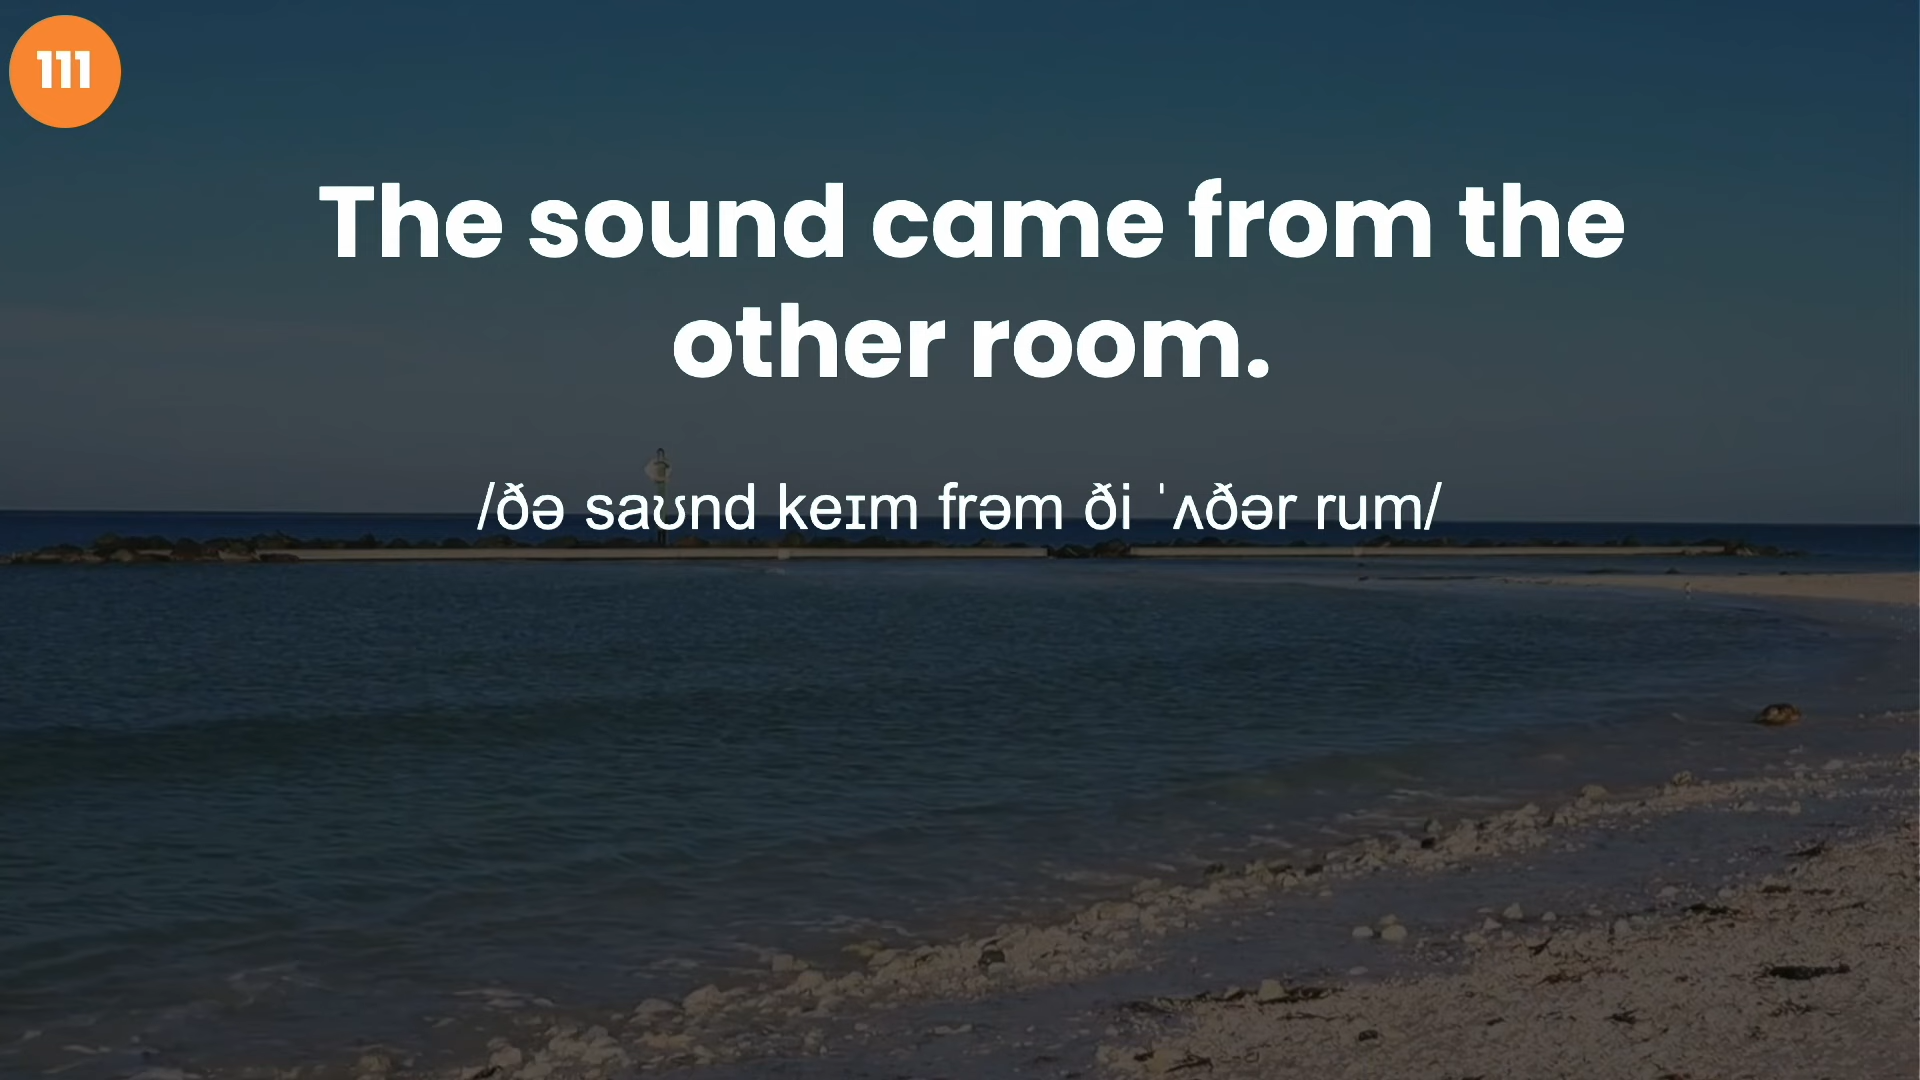 111
The sound came from the
other room.
/ðə saʊnd keɪm frəm ði ˈʌðər rum/